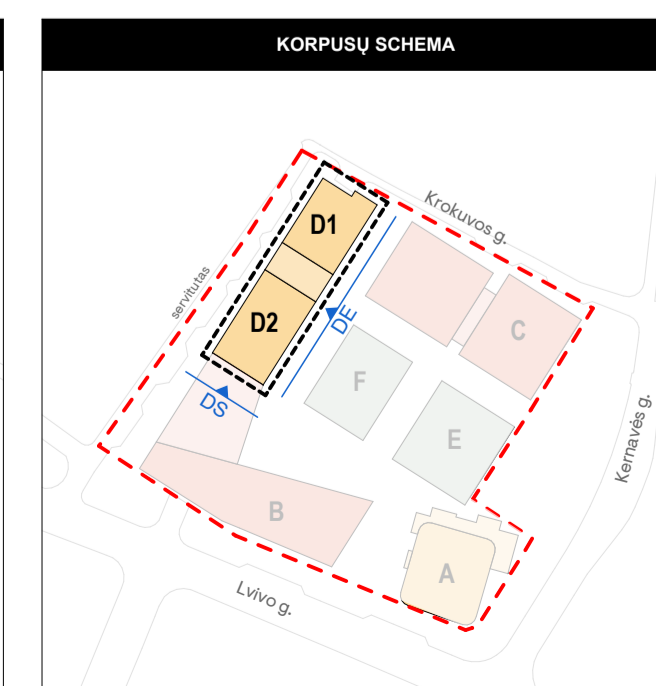 KORPUSŲ SCHEMA
Krokuvos g.
D1
servitutas
D2
DE
C
F
DS
E
Kernavės g.
B
A
Lvivo g.